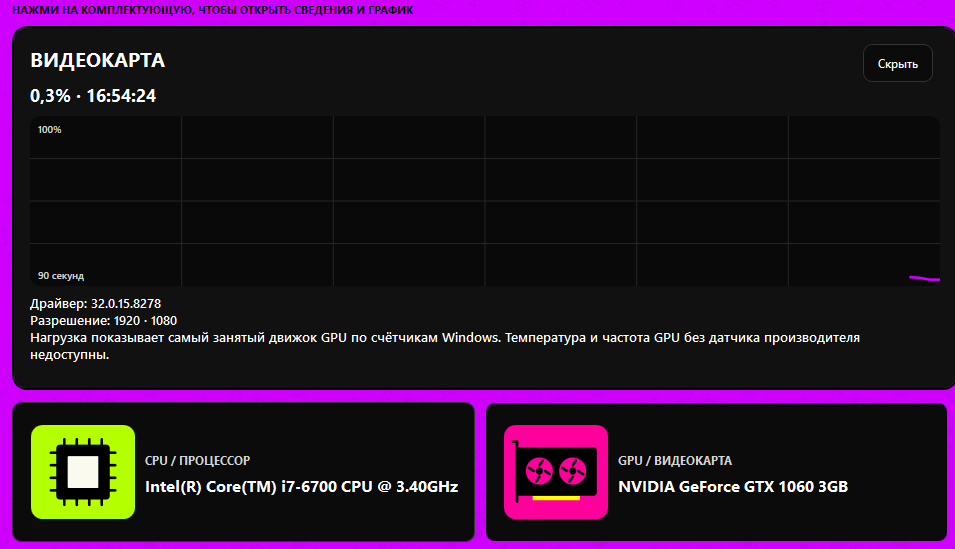 НАЖМИ НА КОМПЛЕКТУЮЩУЮ, ЧТОБЫ ОТКРЫТЬ СВЕДЕНИЯ И ГРАФИК
ВИДЕОКАРТА
Скрыть
0,3% · 16:54:24
100%
90 секунд
Драйвер: 32.0.15.8278
Разрешение: 1920 · 1080
Нагрузка показывает самый занятый движок GPU по счётчикам Windows. Температура и частота GPU без датчика производителя
недоступны.
CPU / ПРОЦЕССОР
Intel(R) Core(TM) i7-6700 CPU @ 3.40GHz
GPU / ВИДЕОКАРТА
NVIDIA GeForce GTX 1060 3GB